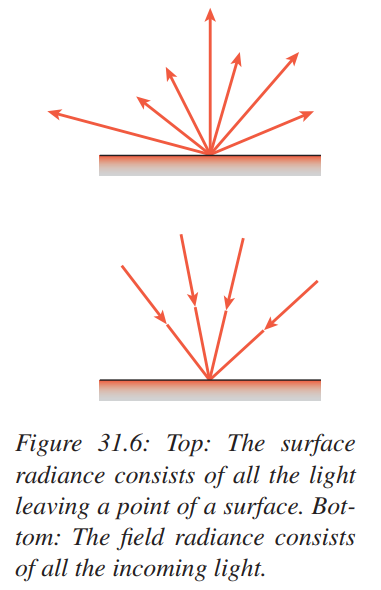 Figure 31.6: Top: The surface
radiance consists of all the light
leaving a point of a surface. Bot-
tom: The field radiance consists
of all the incoming light.